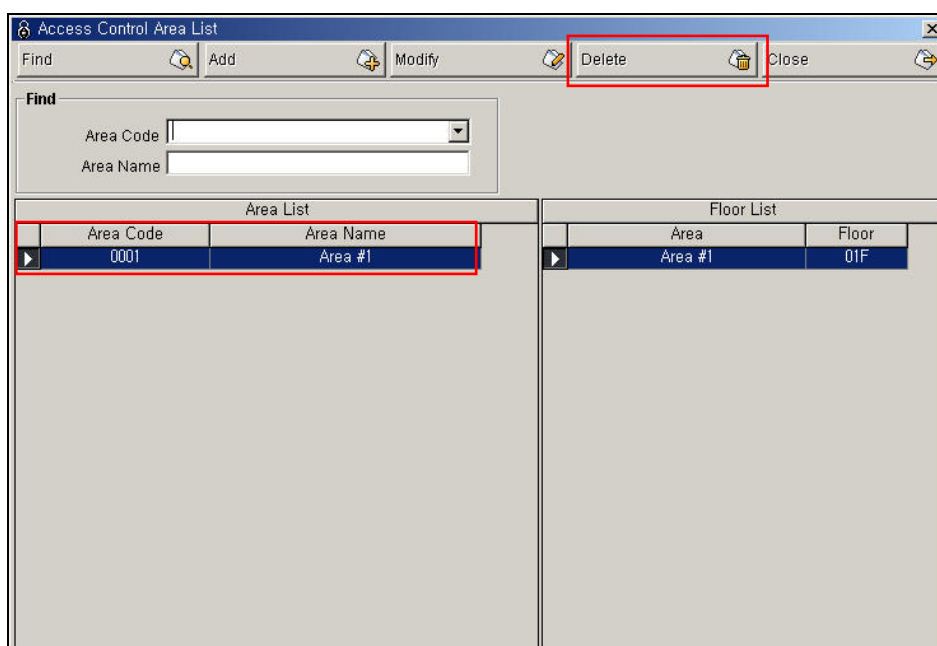 Access Control Area List
Find Add Modify Delete Close
Find
Area Code
Area Name
Area List Floor List
Area Code Area Name Area Floor
0001 Area #1 Area #1 01F